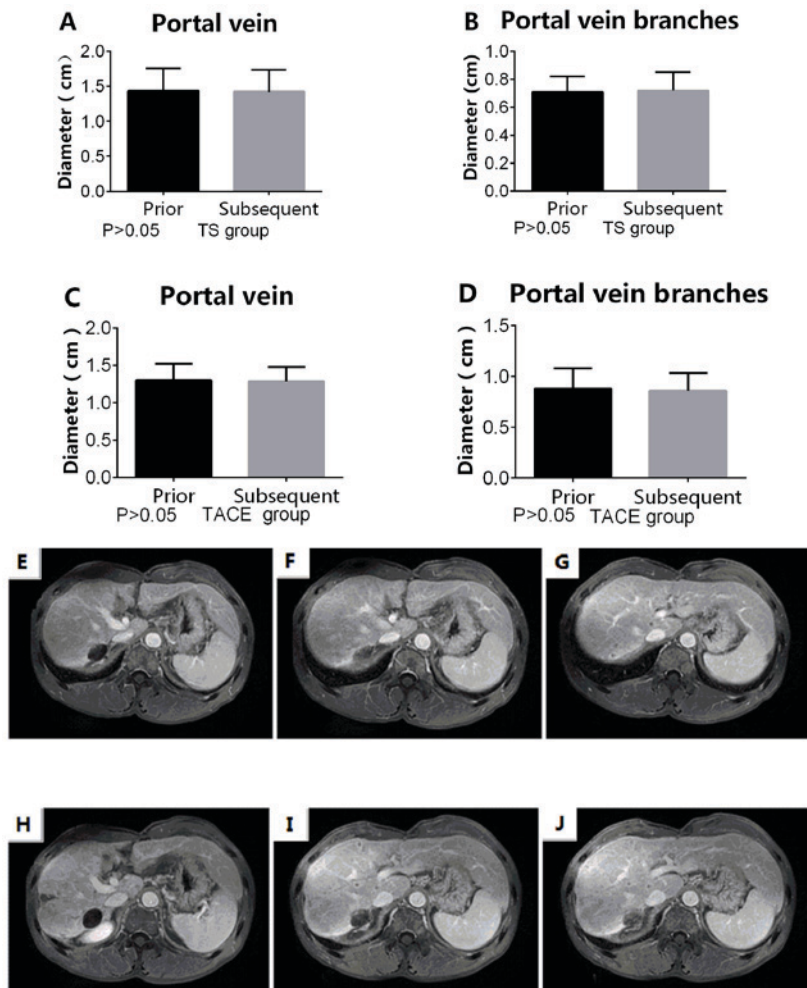 A Portal vein
Diameter ( cm )
2.0
1.5
1.0
0.5
0.0
Prior Subsequent
P>0.05 TS group
B Portal vein branches
Diameter (cm)
1.0
0.8
0.6
0.4
0.2
0.0
Prior Subsequent
P>0.05 TS group
C Portal vein
Diameter ( cm )
2.0
1.5
1.0
0.5
0.0
Prior Subsequent
P>0.05 TACE group
D Portal vein branches
Diameter ( cm )
1.5
1.0
0.5
0.0
Prior Subsequent
P>0.05 TACE group
E
F
G
H
I
J